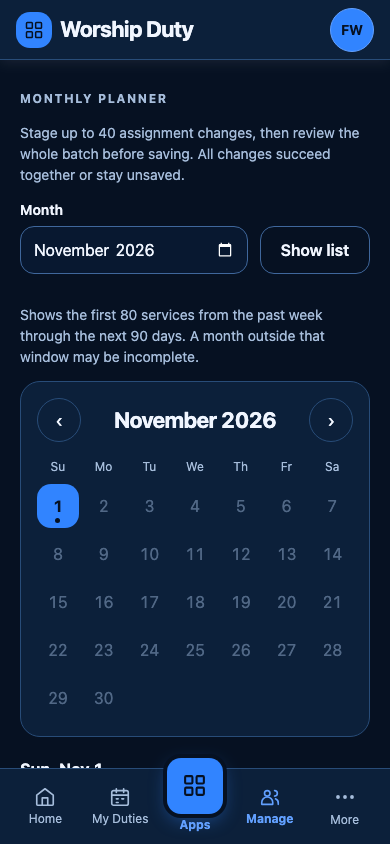 Worship Duty
FW
MONTHLY PLANNER
Stage up to 40 assignment changes, then review the
whole batch before saving. All changes succeed
together or stay unsaved.
Month
November 2026
Show list
Shows the first 80 services from the past week
through the next 90 days. A month outside that
window may be incomplete.
‹ November 2026 ›
Su Mo Tu We Th Fr Sa
1 2 3 4 5 6 7
8 9 10 11 12 13 14
15 16 17 18 19 20 21
22 23 24 25 26 27 28
29 30
Sun, Nov 1
Home My Duties Apps Manage More